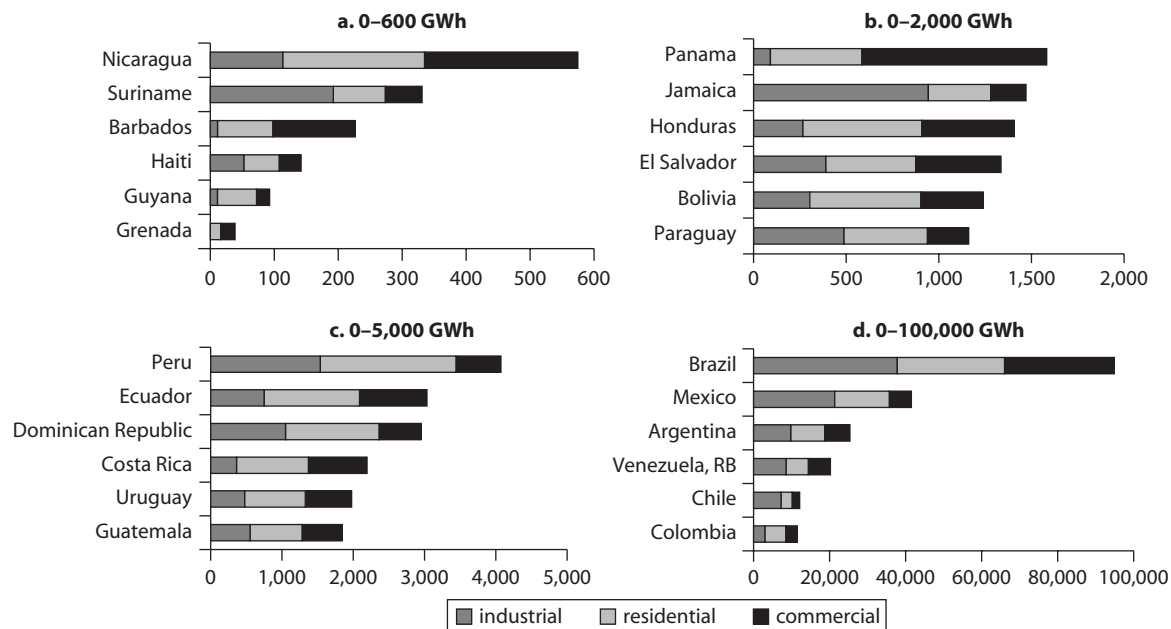 a. 0–600 GWh
Nicaragua
Suriname
Barbados
Haiti
Guyana
Grenada
0 100 200 300 400 500 600
b. 0–2,000 GWh
Panama
Jamaica
Honduras
El Salvador
Bolivia
Paraguay
0 500 1,000 1,500 2,000
c. 0–5,000 GWh
Peru
Ecuador
Dominican Republic
Costa Rica
Uruguay
Guatemala
0 1,000 2,000 3,000 4,000 5,000
d. 0–100,000 GWh
Brazil
Mexico
Argentina
Venezuela, RB
Chile
Colombia
0 20,000 40,000 60,000 80,000 100,000
industrial residential commercial